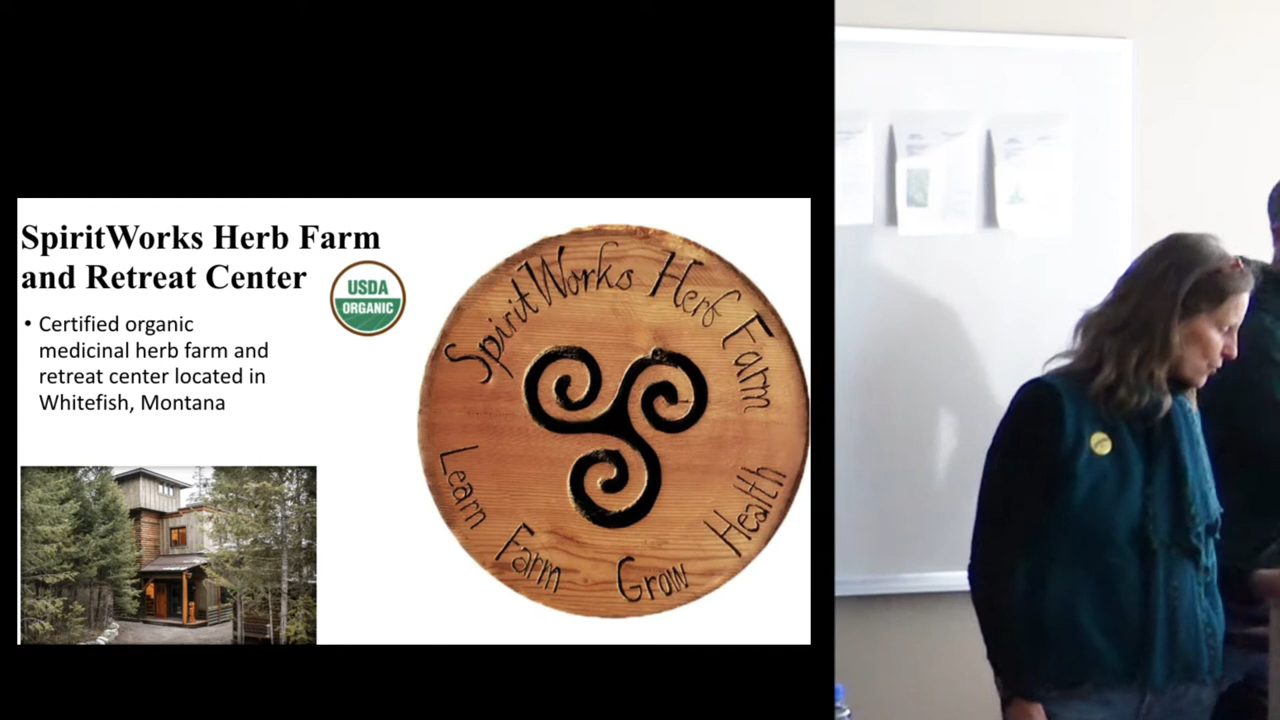 SpiritWorks Herb Farm
and Retreat Center
USDA
ORGANIC
• Certified organic
medicinal herb farm and
retreat center located in
Whitefish, Montana
SpiritWorks Herb Farm
Learn Farm Grow Health